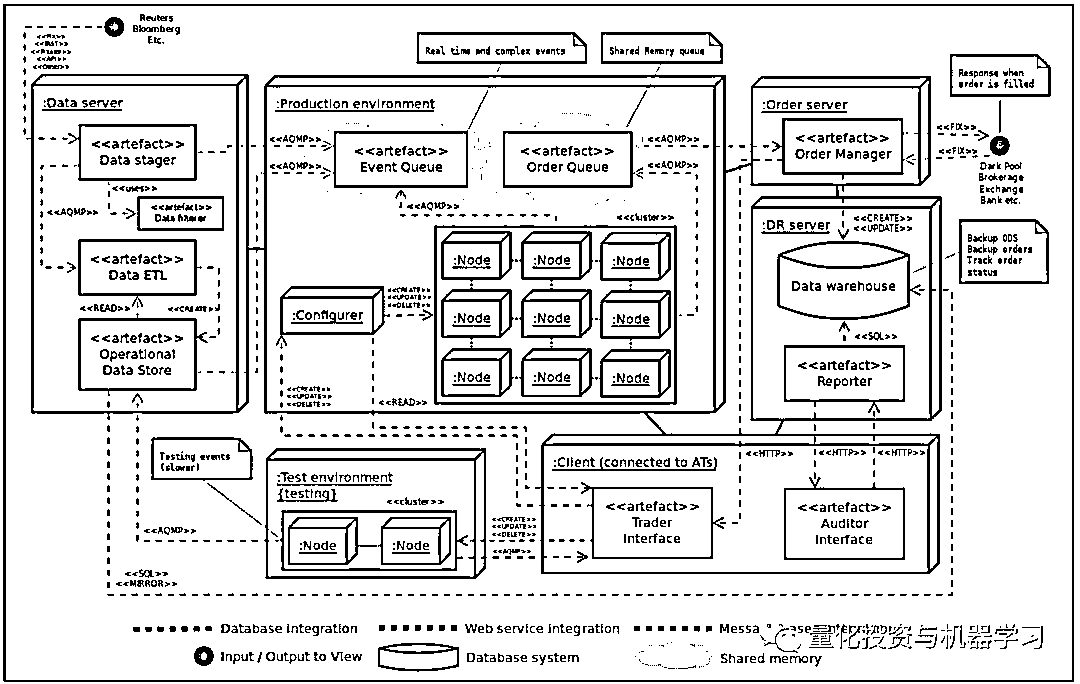 Reuters
Bloomberg
Etc.
Real time and complex events
Shared Memory queue
Response when
order is filled
:Data server
:Production environment
:Order server
<<artefact>>
Data stager
<<AQMP>>
<<AQMP>>
<<artefact>>
Event Queue
<<artefact>>
Order Queue
<<AQMP>>
<<AQMP>>
<<artefact>>
Order Manager
<<FIX>>
<<FIX>>
Dark Pool
Brokerage
Exchange
Bank etc.
<<uses>>
<<artefact>>
Data filterer
<<AQMP>>
<<AQMP>>
<<cluster>>
:DR server
<<CREATE>>
<<UPDATE>>
Backup ODS
Backup orders
Track order
status
<<artefact>>
Data ETL
:Node
:Node
:Node
Data warehouse
<<READ>>
<<CREATE>>
:Configurer
<<CREATE>>
<<UPDATE>>
<<DELETE>>
:Node
:Node
:Node
<<artefact>>
Operational
Data Store
<<SQL>>
<<artefact>>
Reporter
:Node
:Node
:Node
<<CREATE>>
<<UPDATE>>
<<DELETE>>
<<READ>>
Testing events
(slower)
:Test environment
{testing}
<<cluster>>
:Client (connected to ATs)
<<HTTP>>
<<HTTP>>
<<HTTP>>
<<artefact>>
Trader
Interface
<<artefact>>
Auditor
Interface
<<AQMP>>
:Node
:Node
<<CREATE>>
<<UPDATE>>
<<DELETE>>
<<AQMP>>
<<SQL>>
<<MIRROR>>
Database integration
Web service integration
量化投资与机器学习
Input / Output to View
Database system
Shared memory